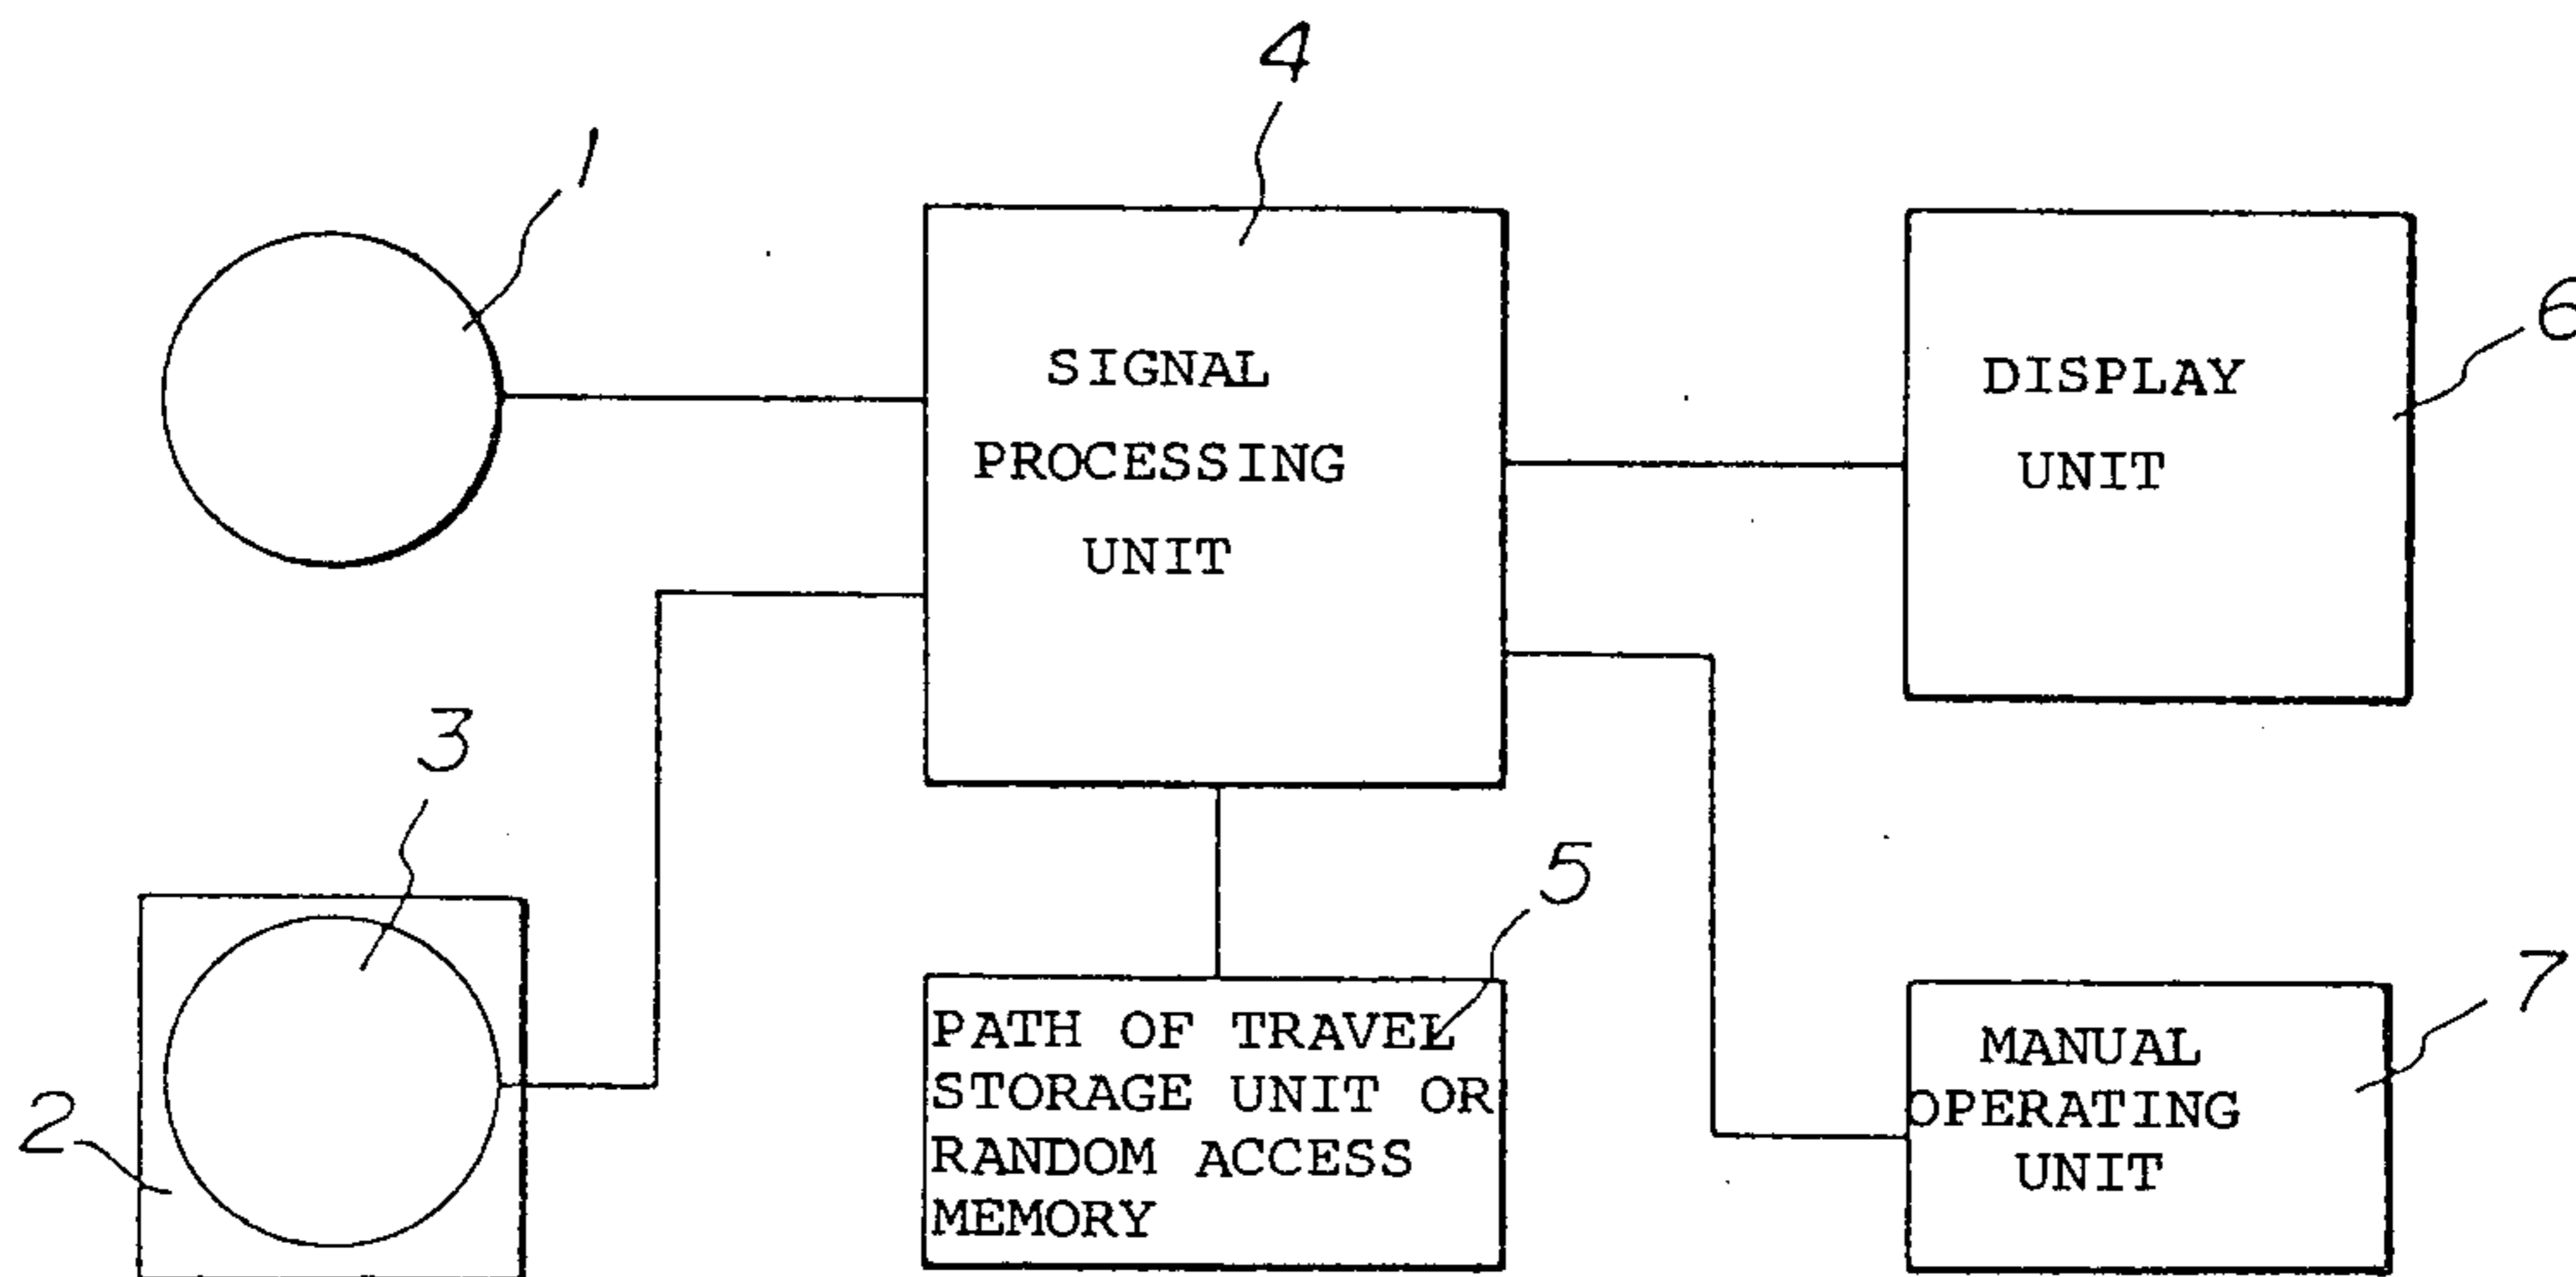 4
1
SIGNAL
PROCESSING
UNIT
DISPLAY
UNIT
6
3
5
PATH OF TRAVEL
STORAGE UNIT OR
RANDOM ACCESS
MEMORY
7
MANUAL
OPERATING
UNIT
2